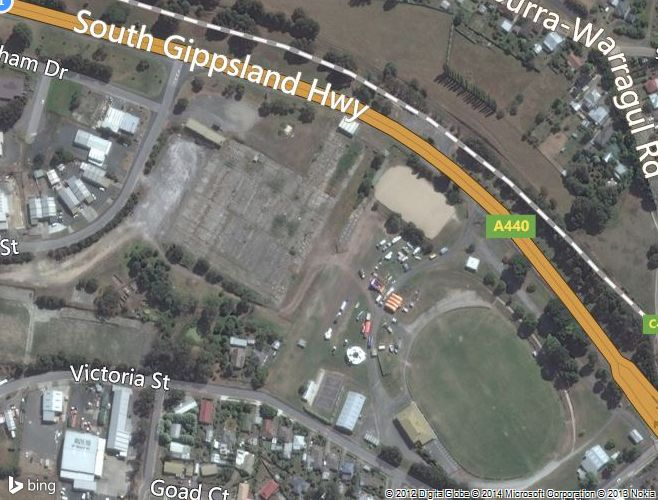 South Gippsland Hwy
ham Dr
urra-Warragul Rd
A440
St
C
Victoria St
Goad Ct
bing
© 2012 DigitalGlobe © 2014 Microsoft Corporation © 2013 Nokia